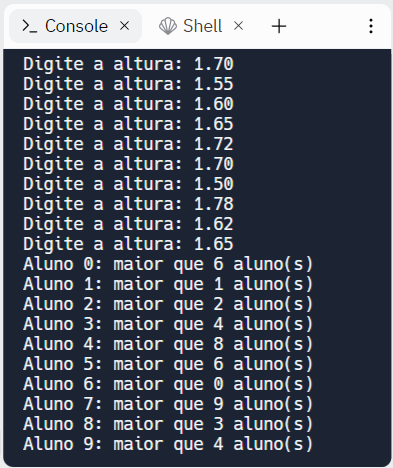 Console × Shell × +
Digite a altura: 1.70
Digite a altura: 1.55
Digite a altura: 1.60
Digite a altura: 1.65
Digite a altura: 1.72
Digite a altura: 1.70
Digite a altura: 1.50
Digite a altura: 1.78
Digite a altura: 1.62
Digite a altura: 1.65
Aluno 0: maior que 6 aluno(s)
Aluno 1: maior que 1 aluno(s)
Aluno 2: maior que 2 aluno(s)
Aluno 3: maior que 4 aluno(s)
Aluno 4: maior que 8 aluno(s)
Aluno 5: maior que 6 aluno(s)
Aluno 6: maior que 0 aluno(s)
Aluno 7: maior que 9 aluno(s)
Aluno 8: maior que 3 aluno(s)
Aluno 9: maior que 4 aluno(s)